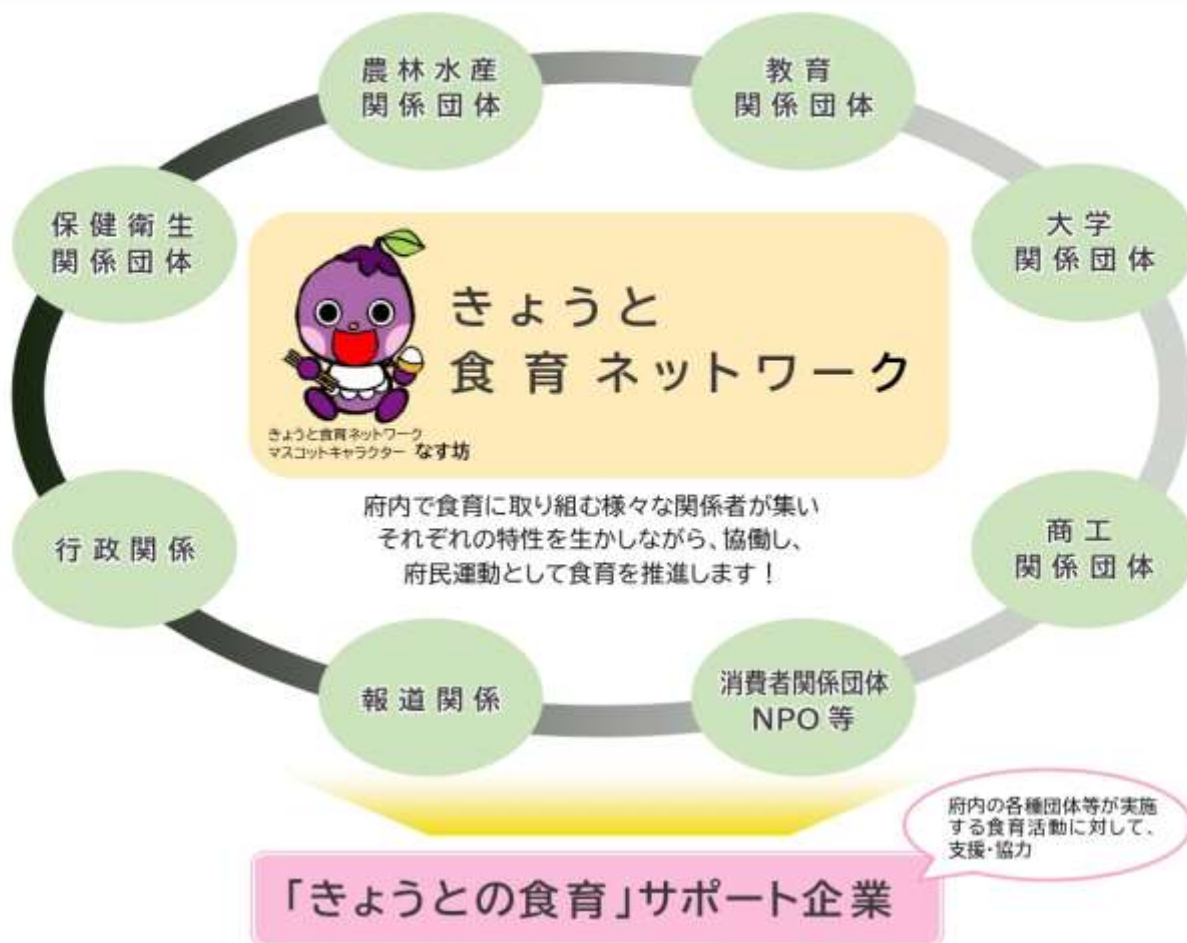 農林水産
関係団体
教育
関係団体
保健衛生
関係団体
大学
関係団体
きょうと
食育ネットワーク
きょうと食育ネットワーク
マスコットキャラクター なす坊
府内で食育に取り組む様々な関係者が集い
それぞれの特性を生かしながら、協働し、
府民運動として食育を推進します！
行政関係
商工
関係団体
報道関係
消費者関係団体
NPO等
府内の各種団体等が実施
する食育活動に対して、
支援・協力
「きょうとの食育」サポート企業